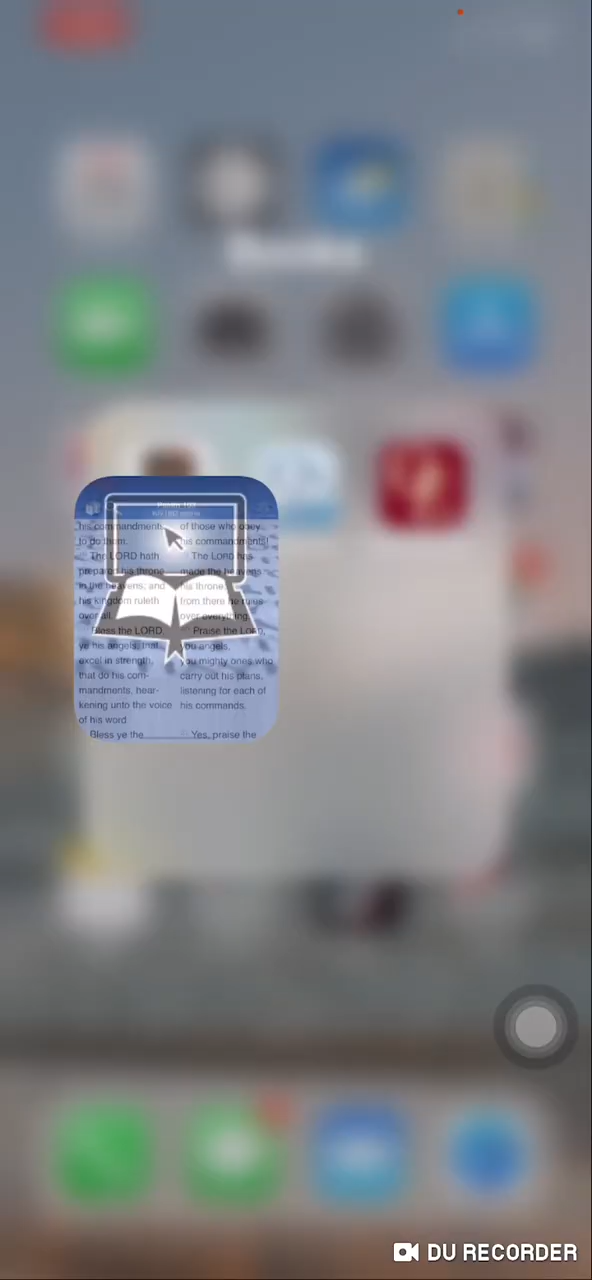 Psalm 103
his commandments
to do them.
The LORD hath
prepared his throne
in the heavens; and
his kingdom ruleth
over all.
Bless the LORD,
ye his angels, that
excel in strength,
that do his com-
mandments, hear-
kening unto the voice
of his word
Bless ye the
of those who obey
his commandments!
The LORD has
made the heavens
his throne;
from there he rules
over everything
Praise the LORD,
you angels,
you mighty ones who
carry out his plans,
listening for each of
his commands.
Yes, praise the
DU RECORDER